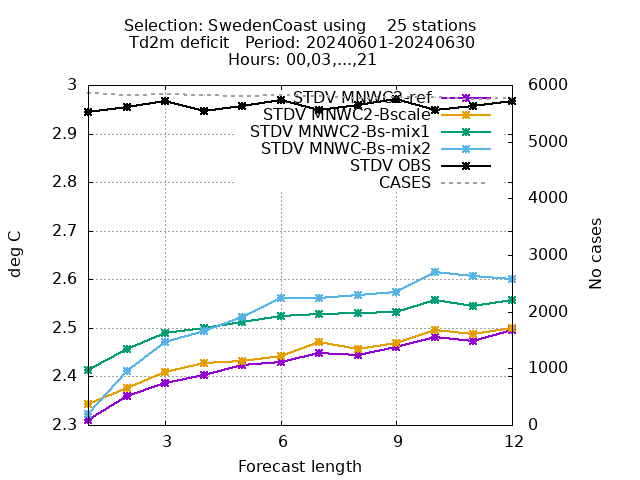 Selection: SwedenCoast using    25 stations
Td2m deficit   Period: 20240601-20240630
Hours: 00,03,...,21
3
2.9
2.8
2.7
2.6
2.5
2.4
2.3
deg C
STDV MNWC2-ref
STDV MNWC2-Bscale
STDV MNWC2-Bs-mix1
STDV MNWC-Bs-mix2
STDV OBS
CASES
6000
5000
4000
3000
2000
1000
0
No cases
3 6 9 12
Forecast length